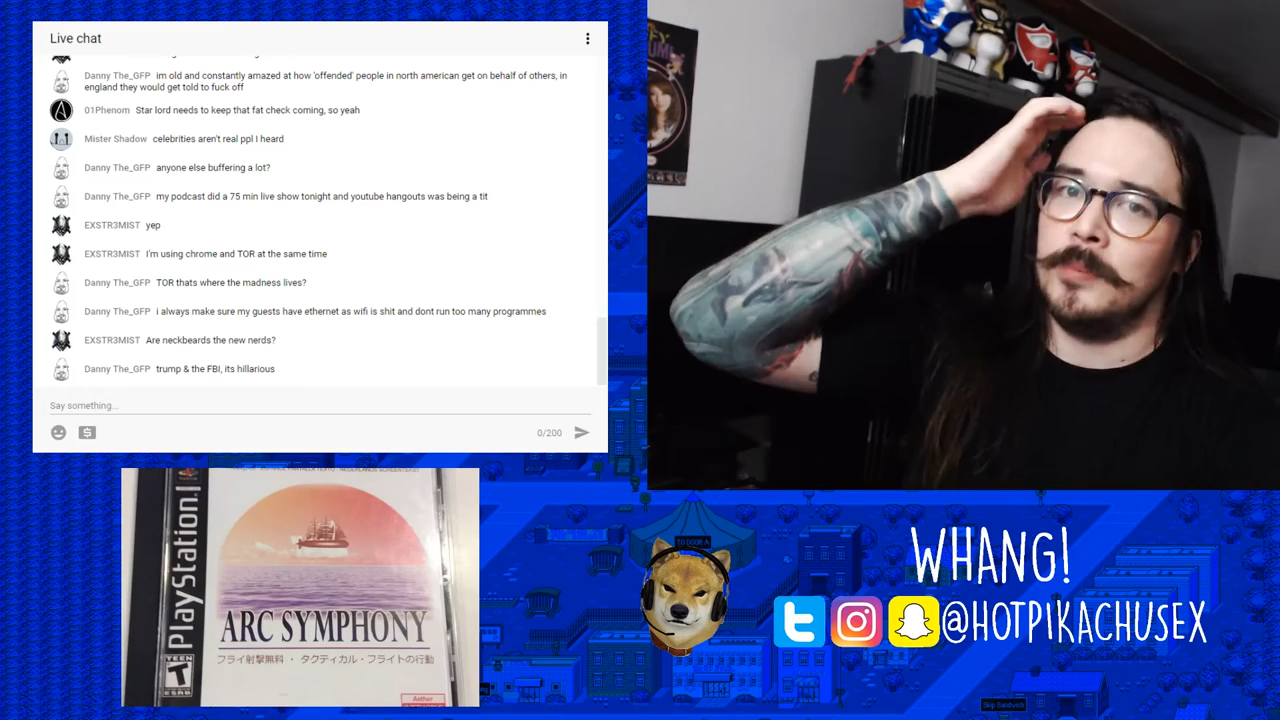 Live chat
Danny The_GFP im old and constantly amazed at how 'offended' people in north american get on behalf of others, in
england they would get told to fuck off
01Phenom Star lord needs to keep that fat check coming, so yeah
Mister Shadow celebrities aren't real ppl I heard
Danny The_GFP anyone else buffering a lot?
Danny The_GFP my podcast did a 75 min live show tonight and youtube hangouts was being a tit
EXSTR3MIST yep
EXSTR3MIST I'm using chrome and TOR at the same time
Danny The_GFP TOR thats where the madness lives?
Danny The_GFP i always make sure my guests have ethernet as wifi is shit and dont run too many programmes
EXSTR3MIST Are neckbeards the new nerds?
Danny The_GFP trump & the FBI, its hillarious
Say something...
0/200
PlayStation
ARC SYMPHONY
フライ射撃無料・タクティカル・フライトの行動
TEEN
T
ESRB
Aether
TO DOOR A
WHANG!
@HOTPIKACHUSEX
Skip Sandwich